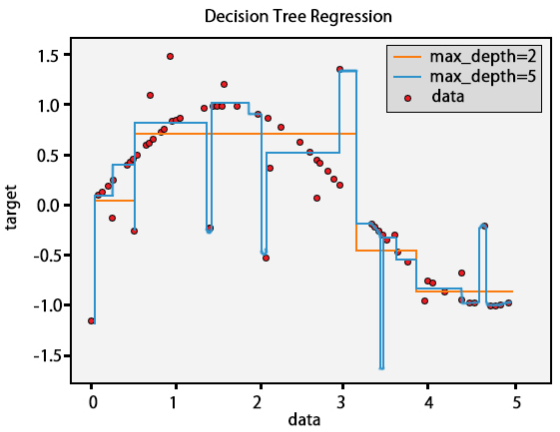 Decision Tree Regression
max_depth=2
max_depth=5
data
1.5
1.0
0.5
0.0
-0.5
-1.0
-1.5
target
0 1 2 3 4 5
data